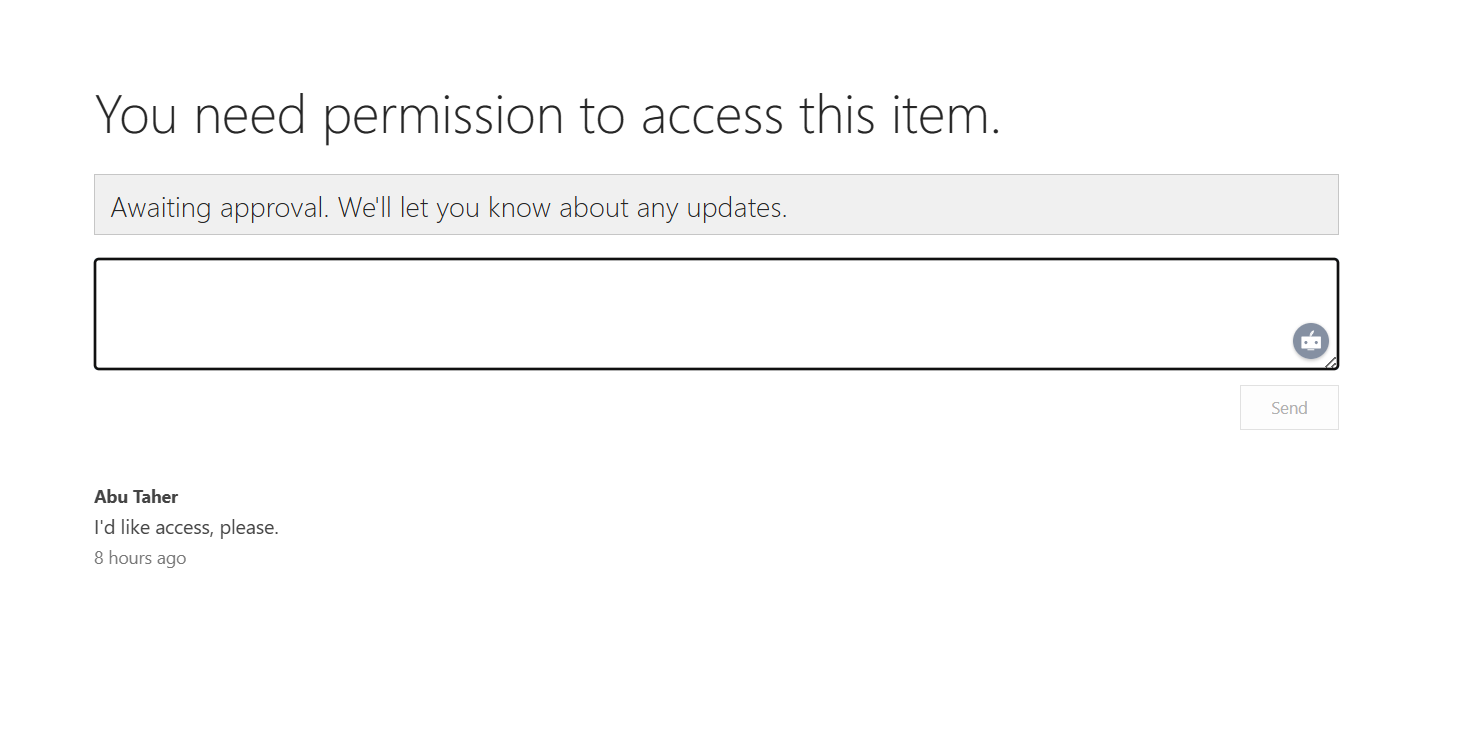 You need permission to access this item.
Awaiting approval. We'll let you know about any updates.
Send
Abu Taher
I'd like access, please.
8 hours ago